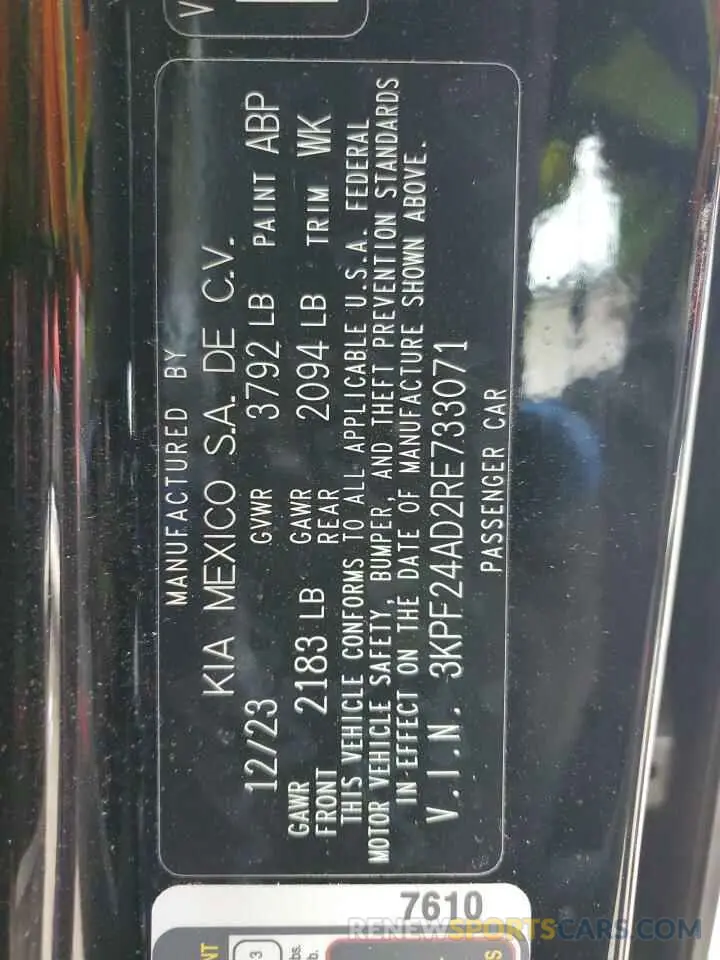 MANUFACTURED BY
KIA MEXICO S.A. DE C.V.
12/23 GVWR 3792 LB PAINT ABP
GAWR FRONT 2183 LB GAWR REAR 2094 LB TRIM WK
THIS VEHICLE CONFORMS TO ALL APPLICABLE U.S.A. FEDERAL
MOTOR VEHICLE SAFETY, BUMPER, AND THEFT PREVENTION STANDARDS
IN EFFECT ON THE DATE OF MANUFACTURE SHOWN ABOVE.
V.I.N. 3KPF24AD2RE733071
PASSENGER CAR
7610
RENEWSPORTSCARS.COM